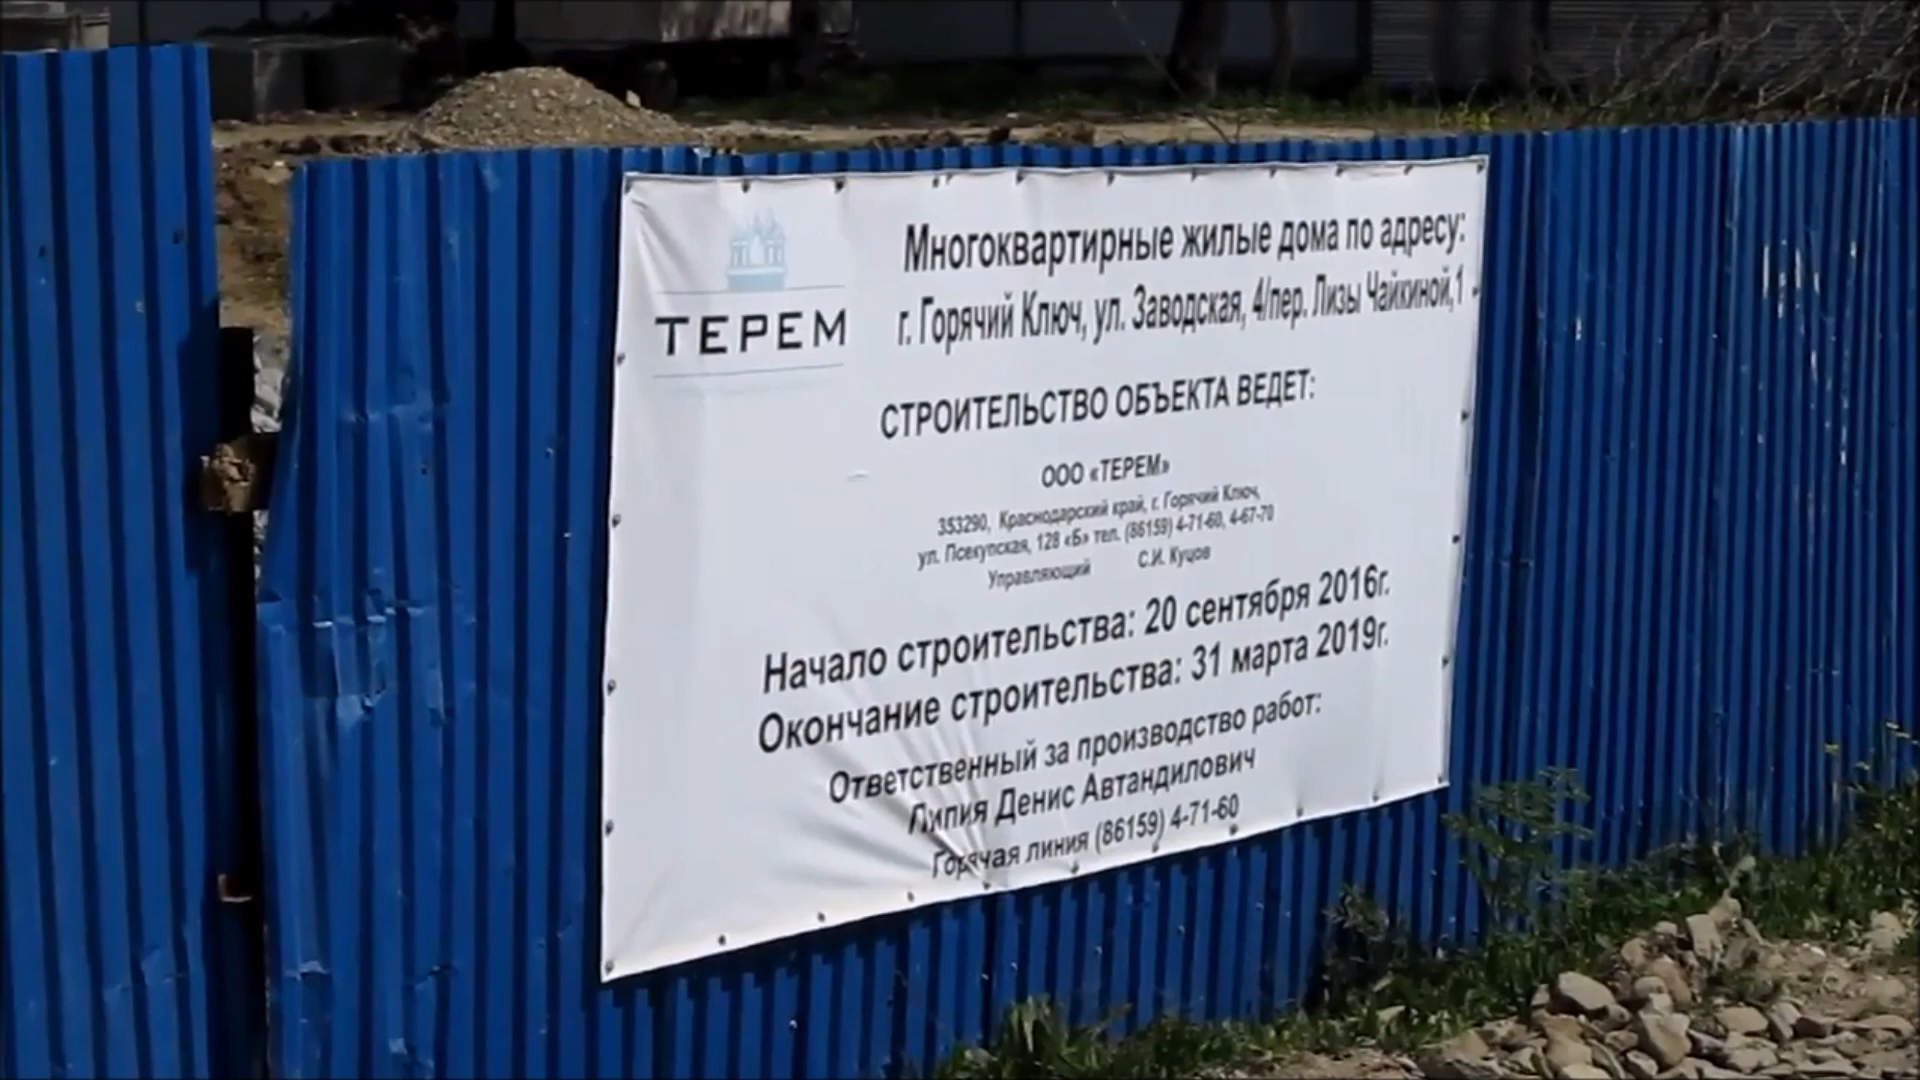 ТЕРЕМ
Многоквартирные жилые дома по адресу:
г. Горячий Ключ, ул. Заводская, 4/пер. Лизы Чайкиной,1
СТРОИТЕЛЬСТВО ОБЪЕКТА ВЕДЕТ:
ООО «ТЕРЕМ»
353290, Краснодарский край, г. Горячий Ключ,
ул. Псекупская, 128 «Б» тел. (86159) 4-71-60, 4-67-70
Управляющий С.И. Куцов
Начало строительства: 20 сентября 2016г.
Окончание строительства: 31 марта 2019г.
Ответственный за производство работ:
Липия Денис Автандилович
Горячая линия (86159) 4-71-60